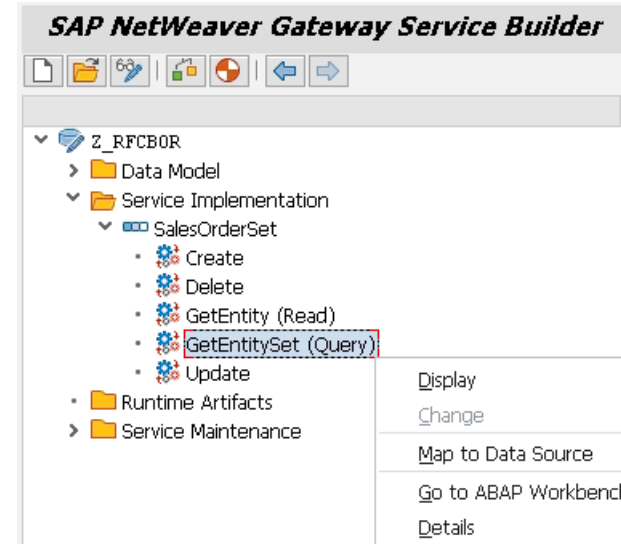 SAP NetWeaver Gateway Service Builder
Z_RFCBOR
Data Model
Service Implementation
SalesOrderSet
Create
Delete
GetEntity (Read)
GetEntitySet (Query)
Update
Display
Runtime Artifacts
Change
Service Maintenance
Map to Data Source
Go to ABAP Workbencl
Details